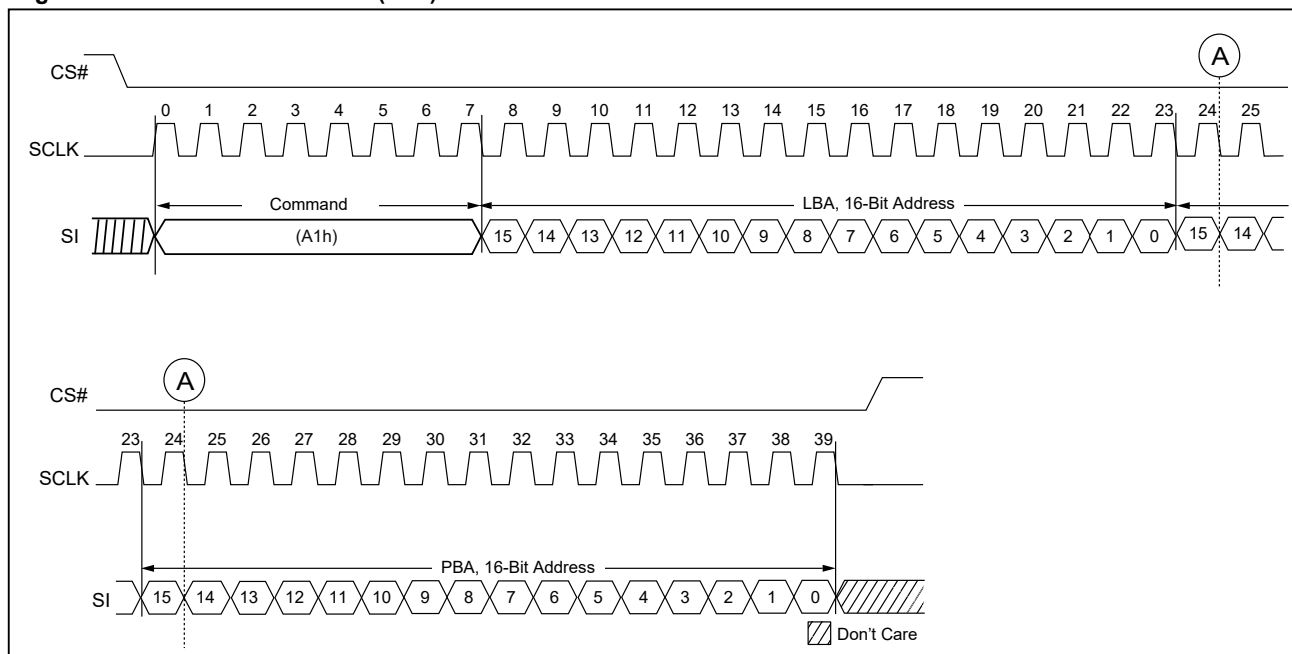 A
CS#
0 1 2 3 4 5 6 7 8 9 10 11 12 13 14 15 16 17 18 19 20 21 22 23 24 25
SCLK
Command LBA, 16-Bit Address
SI (A1h) 15 14 13 12 11 10 9 8 7 6 5 4 3 2 1 0 15 14
A
CS#
23 24 25 26 27 28 29 30 31 32 33 34 35 36 37 38 39
SCLK
PBA, 16-Bit Address
SI 15 14 13 12 11 10 9 8 7 6 5 4 3 2 1 0
Don't Care